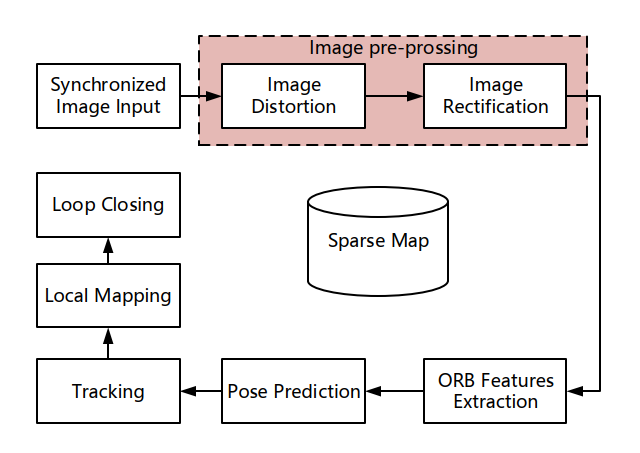 Image pre-prossing
Synchronized
Image Input
Image
Distortion
Image
Rectification
Loop Closing
Sparse Map
Local Mapping
Tracking
Pose Prediction
ORB Features
Extraction